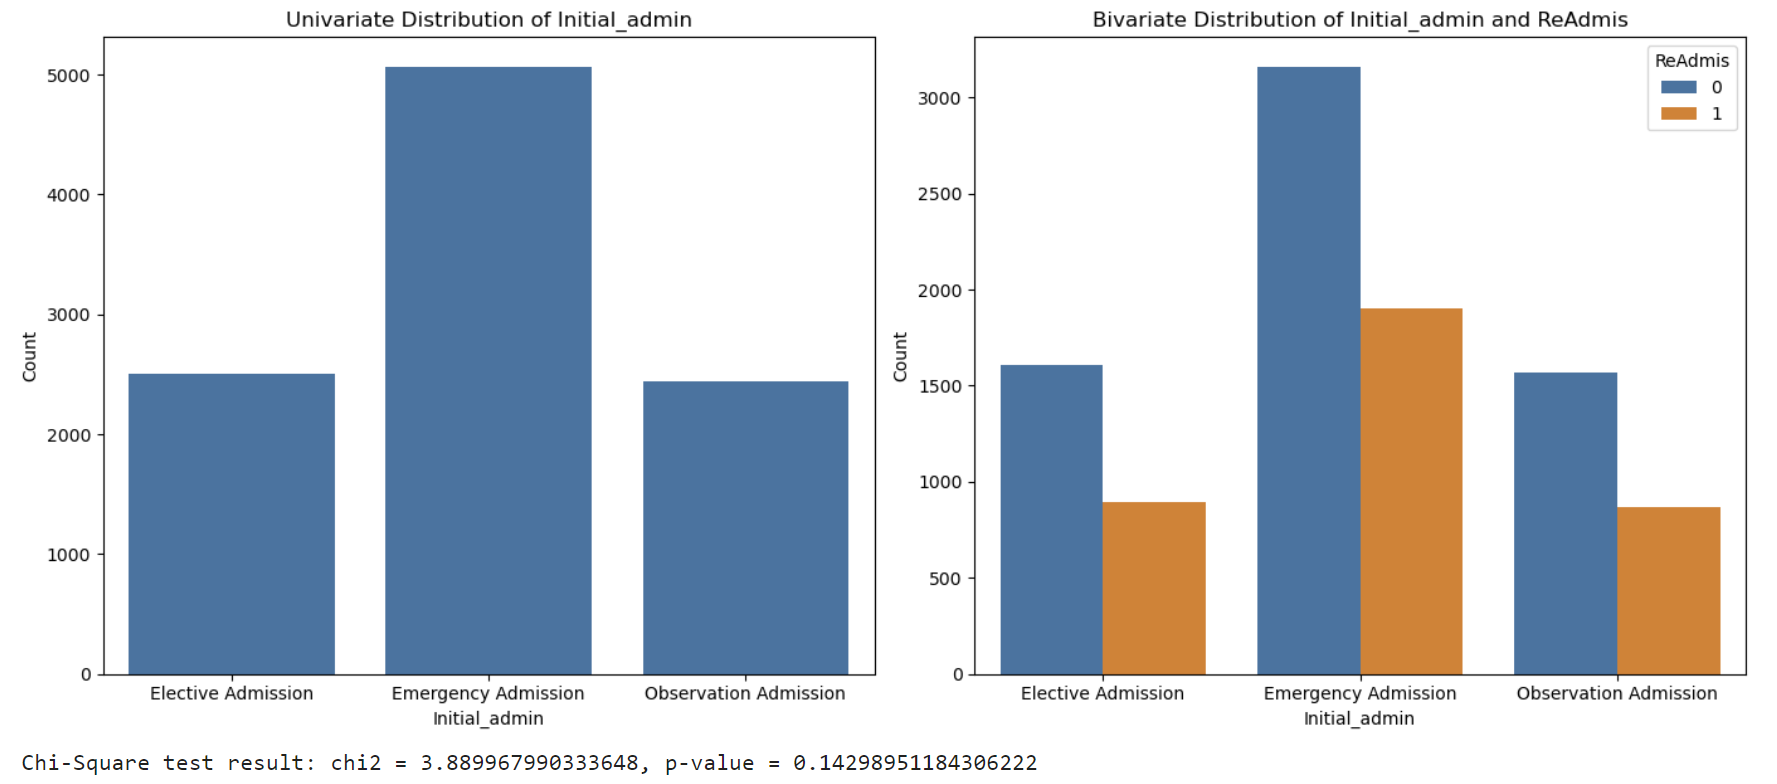 Univariate Distribution of Initial_admin
5000
4000
3000
2000
1000
0
Count
Elective Admission
Emergency Admission
Observation Admission
Initial_admin
Bivariate Distribution of Initial_admin and ReAdmis
ReAdmis
0
1
3000
2500
2000
1500
1000
500
0
Count
Elective Admission
Emergency Admission
Observation Admission
Initial_admin
Chi-Square test result: chi2 = 3.889967990333648, p-value = 0.14298951184306222